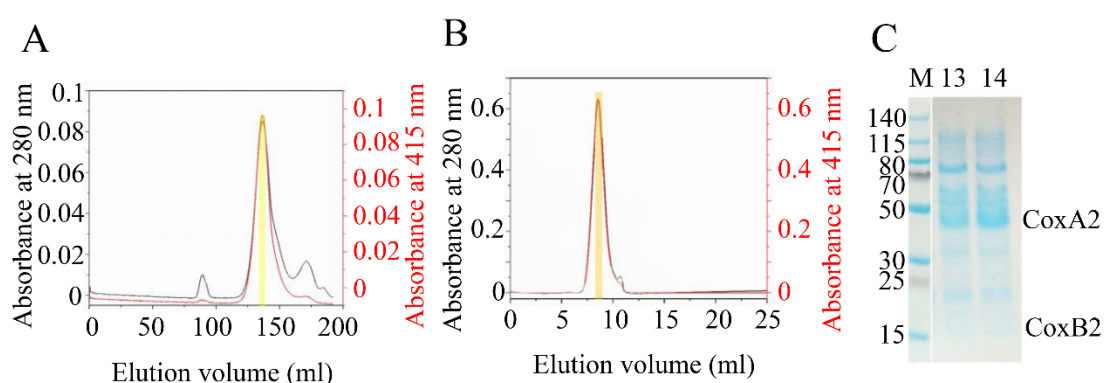 A
Absorbance at 280 nm
0.1
0.08
0.06
0.04
0.02
0
0.1
0.08
0.06
0.04
0.02
0
Absorbance at 415 nm
0 50 100 150 200
Elution volume (ml)
B
Absorbance at 280 nm
0.6
0.4
0.2
0.0
0.6
0.4
0.2
0.0
Absorbance at 415 nm
0 5 10 15 20 25
Elution volume (ml)
C
M 13 14
140
115
80
70
50
30
25
15
CoxA2
CoxB2